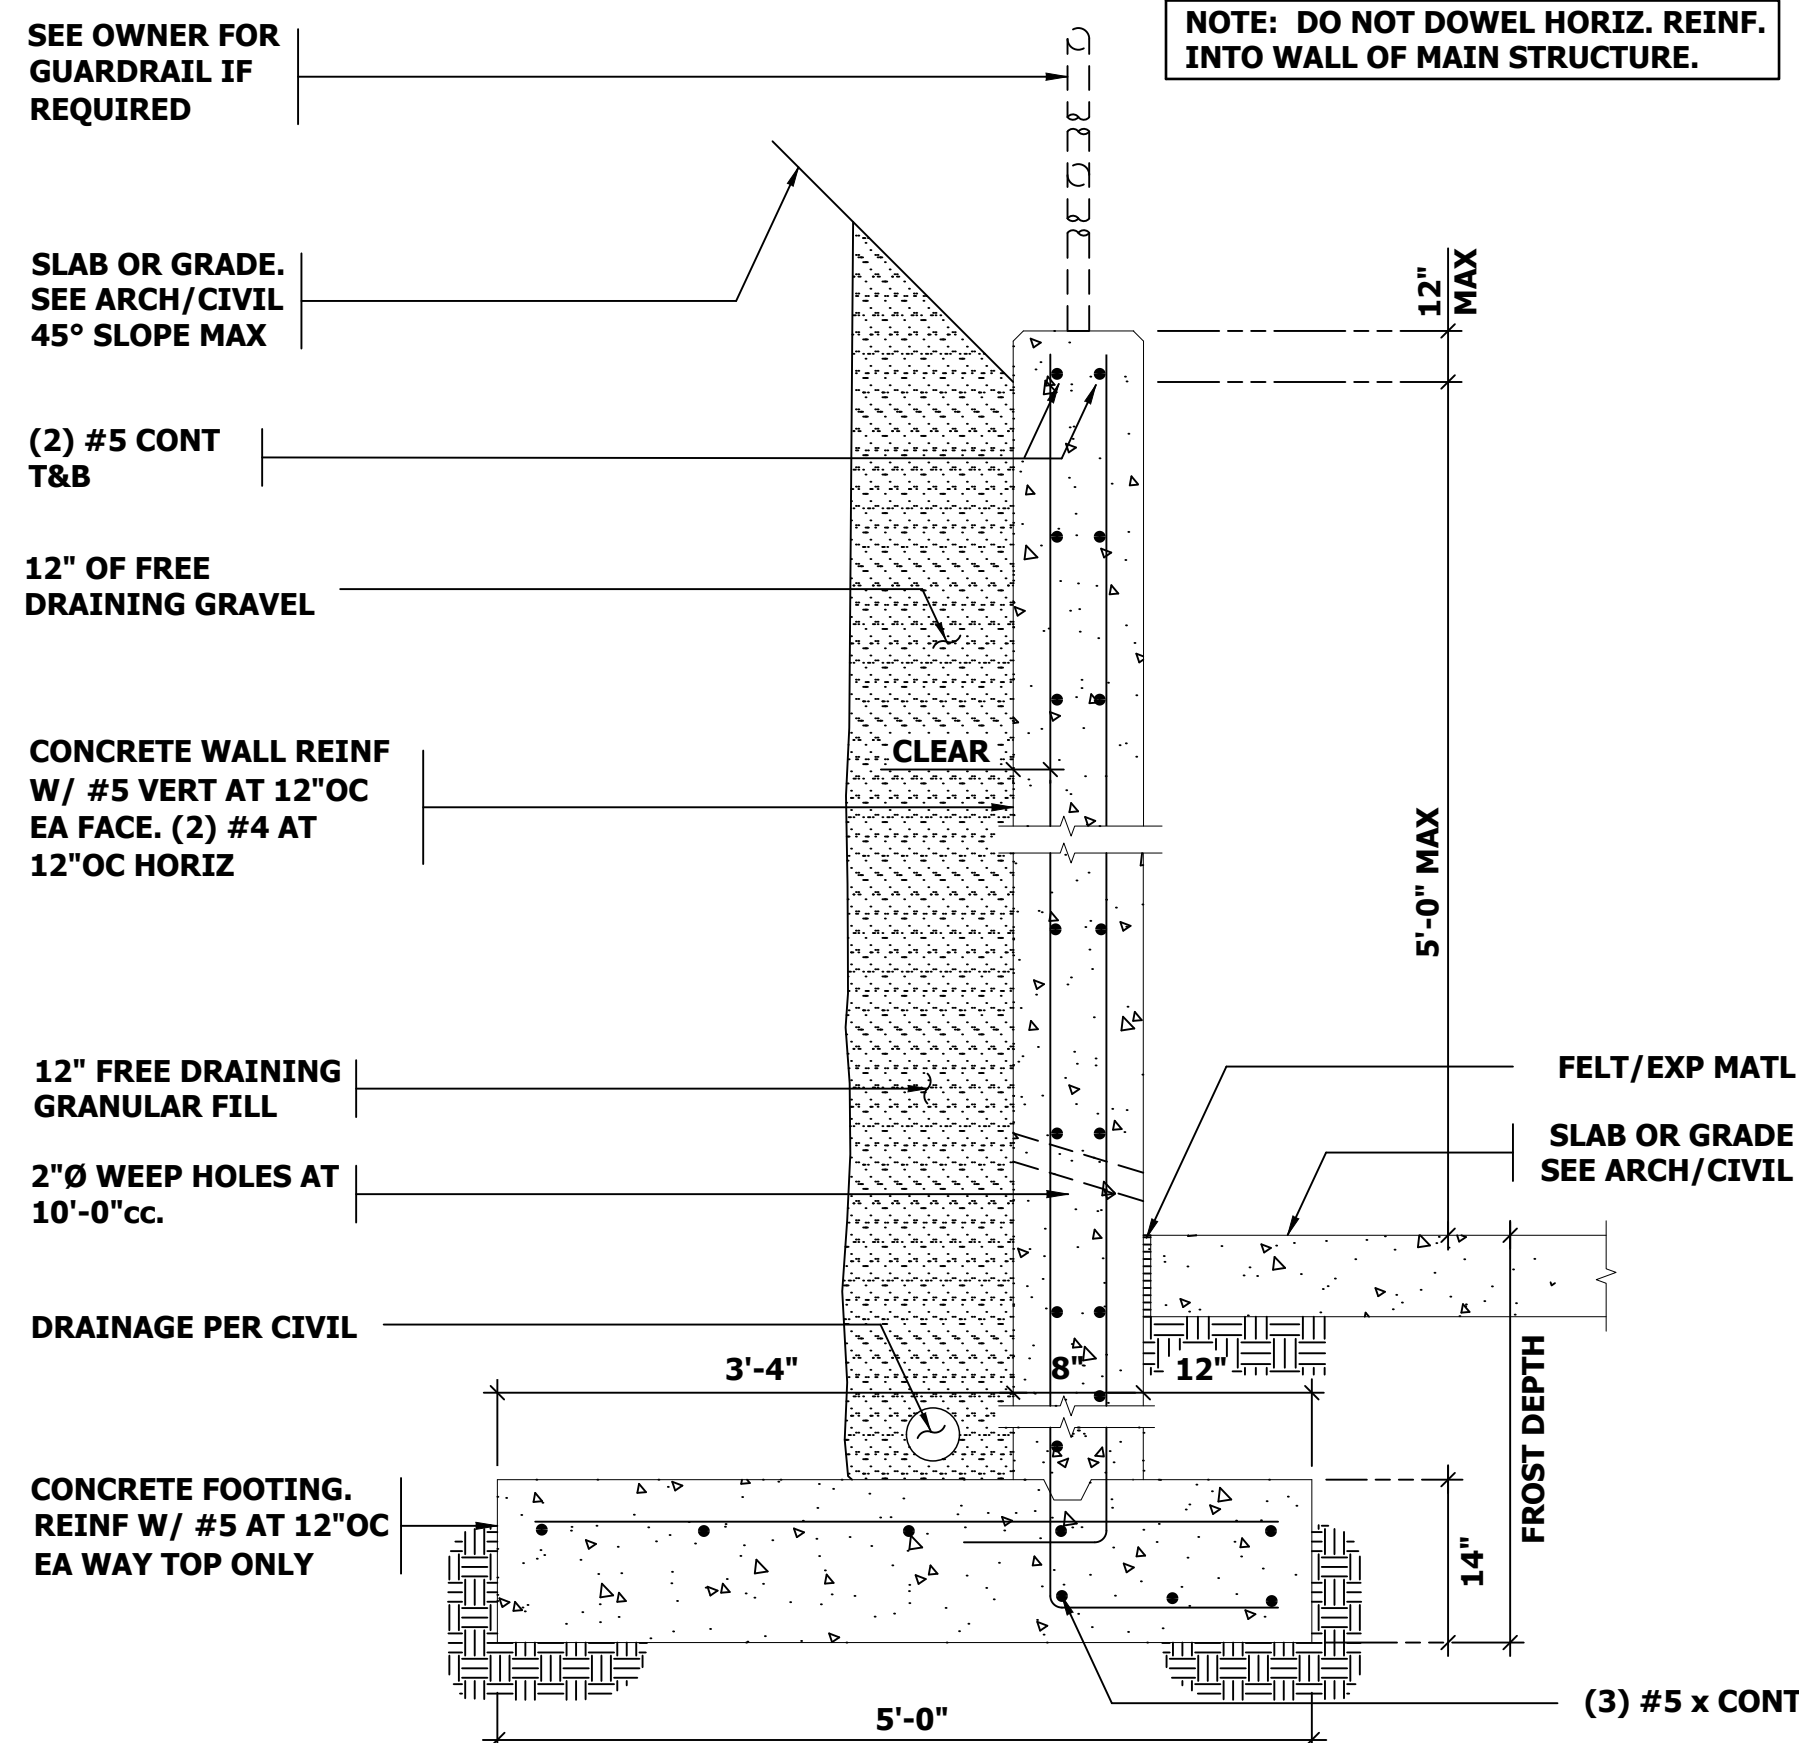 SEE OWNER FOR
GUARDRAIL IF
REQUIRED
NOTE: DO NOT DOWEL HORIZ. REINF.
INTO WALL OF MAIN STRUCTURE.
SLAB OR GRADE.
SEE ARCH/CIVIL
45° SLOPE MAX
12"
MAX
(2) #5 CONT
T&B
12" OF FREE
DRAINING GRAVEL
CONCRETE WALL REINF
W/ #5 VERT AT 12"OC
EA FACE. (2) #4 AT
12"OC HORIZ
CLEAR
5'-0" MAX
12" FREE DRAINING
GRANULAR FILL
FELT/EXP MATL
SLAB OR GRADE
SEE ARCH/CIVIL
2"Ø WEEP HOLES AT
10'-0"cc.
DRAINAGE PER CIVIL
3'-4"
8"
12"
FROST DEPTH
CONCRETE FOOTING.
REINF W/ #5 AT 12"OC
EA WAY TOP ONLY
14"
(3) #5 x CONT
5'-0"